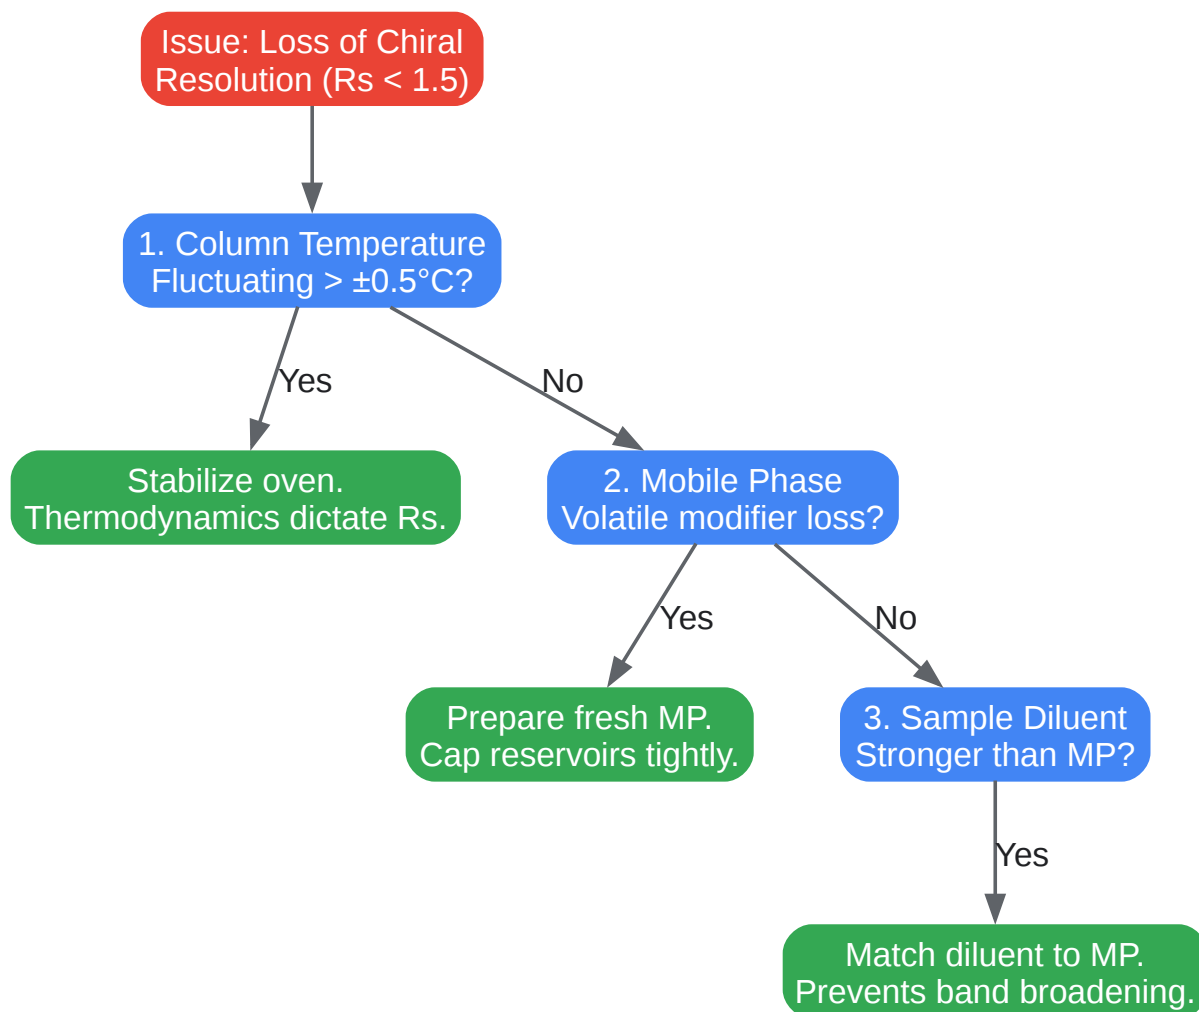 Issue: Loss of Chiral
Resolution (Rs < 1.5)
1. Column Temperature
Fluctuating > ±0.5°C?
Yes
No
Stabilize oven.
Thermodynamics dictate Rs.
2. Mobile Phase
Volatile modifier loss?
Yes
No
Prepare fresh MP.
Cap reservoirs tightly.
3. Sample Diluent
Stronger than MP?
Yes
Match diluent to MP.
Prevents band broadening.